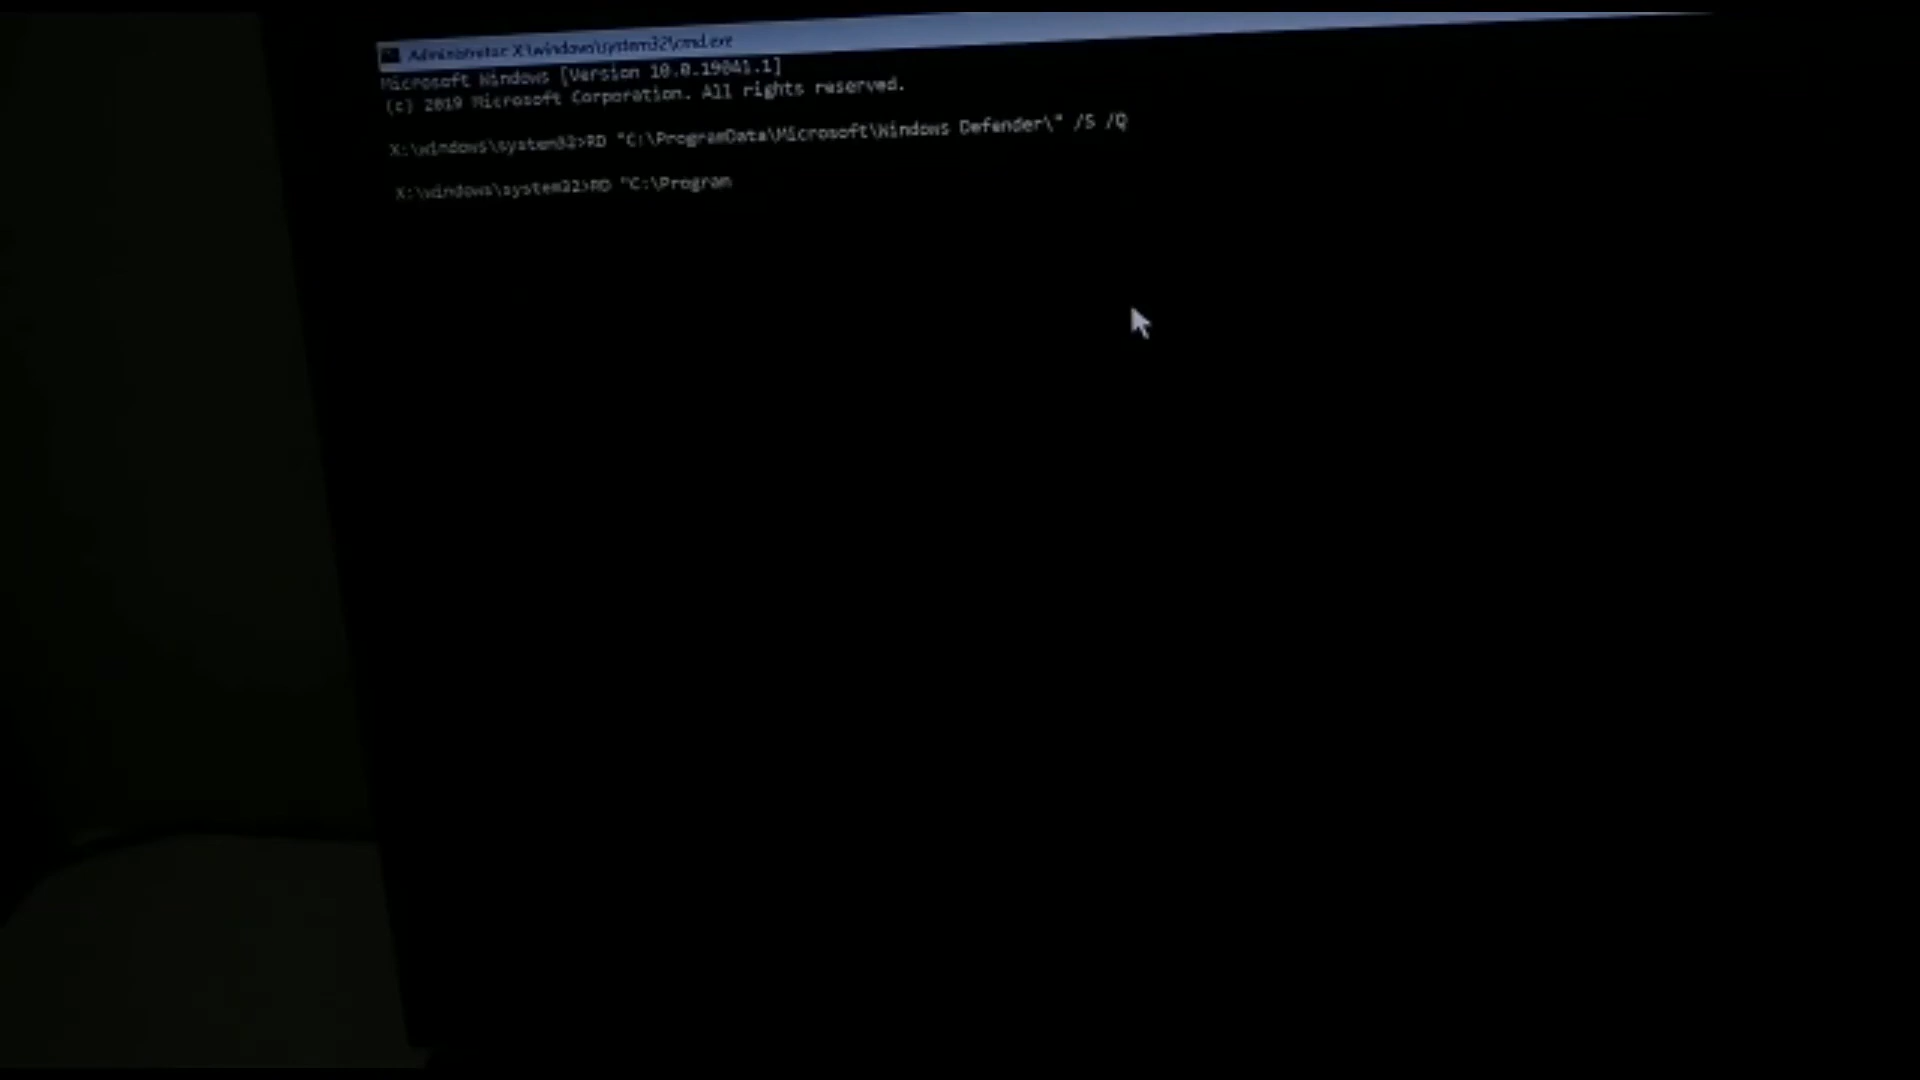 Administrator: X:\windows\system32\cmd.exe
Microsoft Windows [Version 10.0.19041.1]
(c) 2019 Microsoft Corporation. All rights reserved.
X:\windows\system32>RD "C:\ProgramData\Microsoft\Windows Defender\" /S /Q
X:\windows\system32>RD "C:\Program